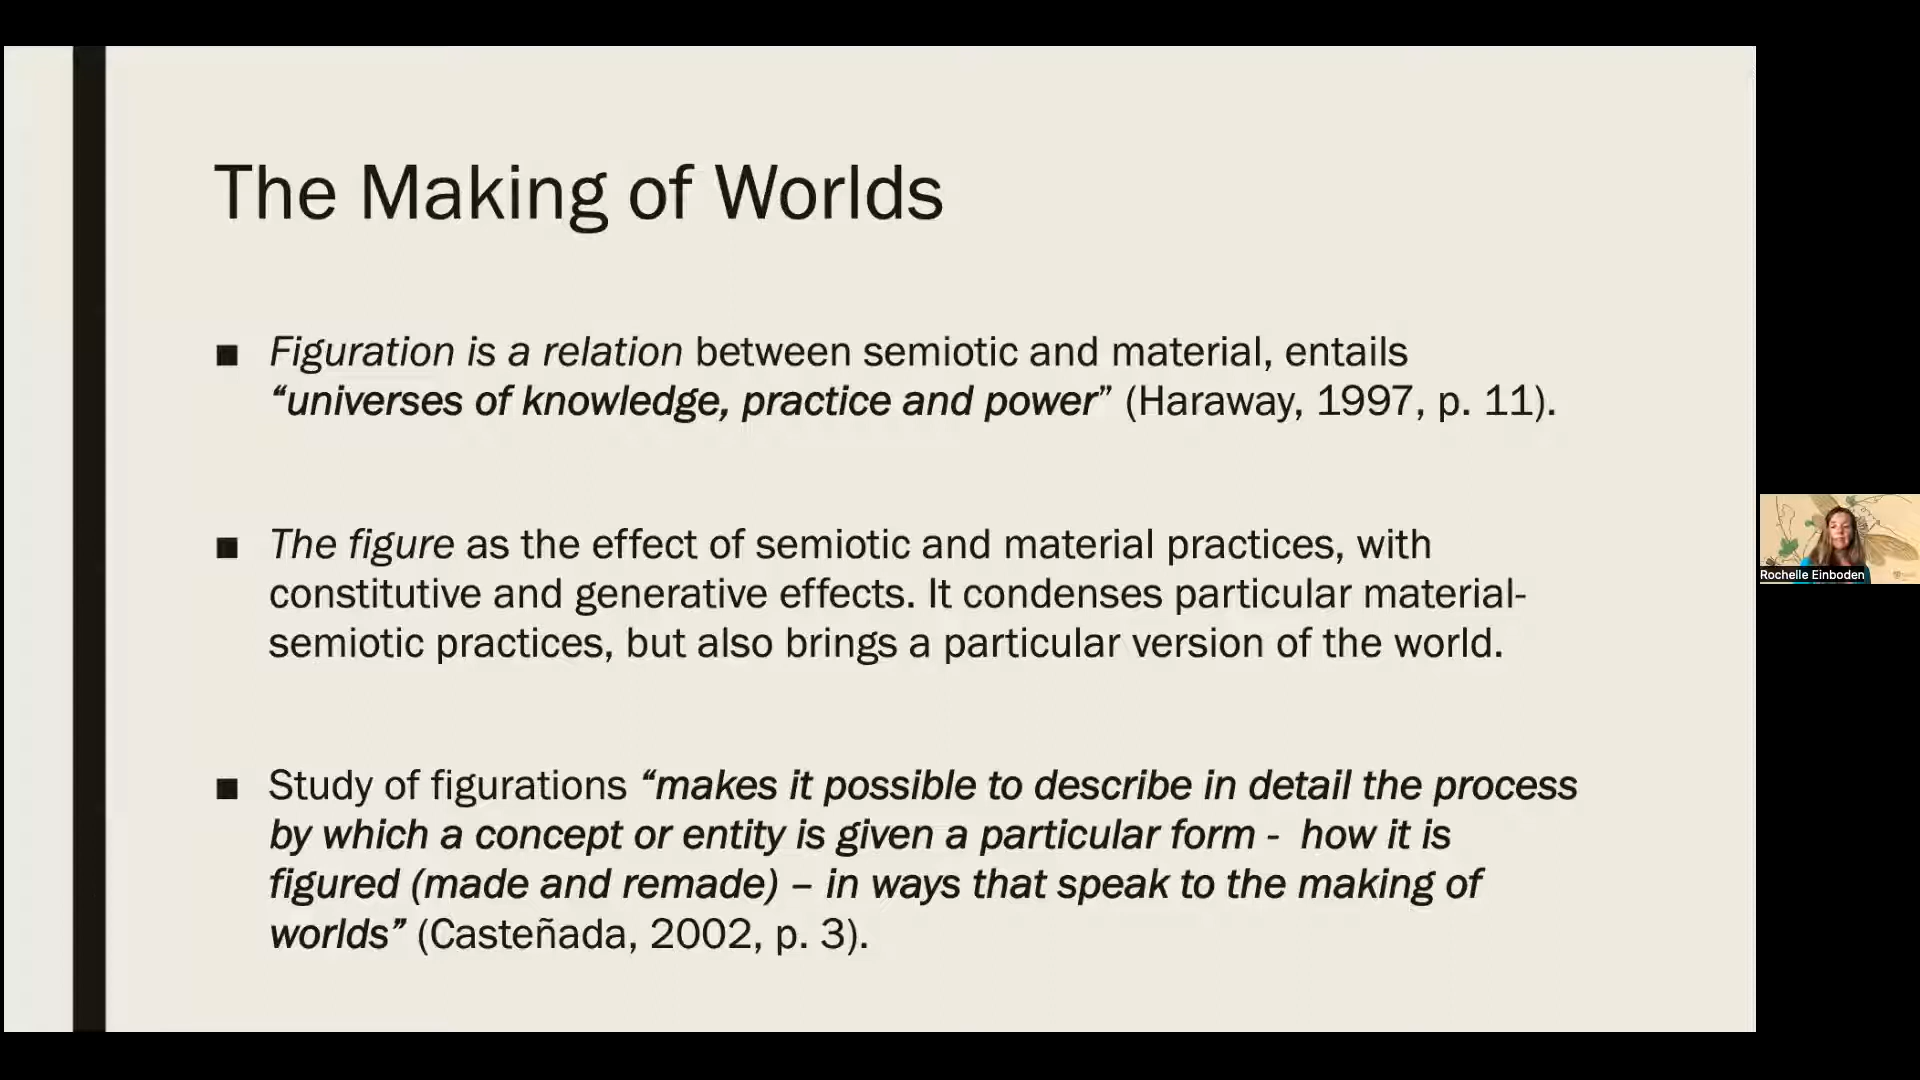 The Making of Worlds
■ Figuration is a relation between semiotic and material, entails
“universes of knowledge, practice and power” (Haraway, 1997, p. 11).
■ The figure as the effect of semiotic and material practices, with
constitutive and generative effects. It condenses particular material-
semiotic practices, but also brings a particular version of the world.
■ Study of figurations “makes it possible to describe in detail the process
by which a concept or entity is given a particular form - how it is
figured (made and remade) – in ways that speak to the making of
worlds” (Casteñada, 2002, p. 3).
Rochelle Einboden